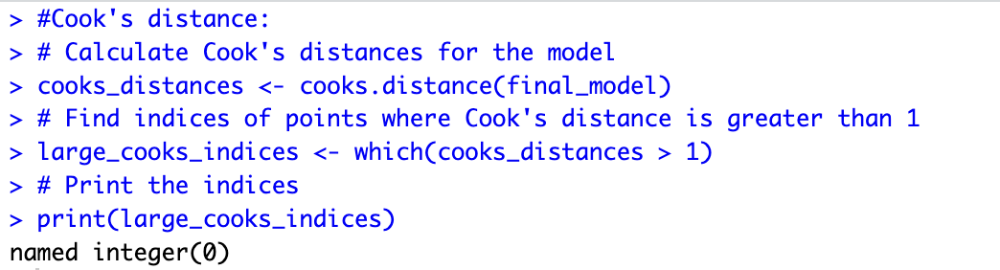 > #Cook's distance:
> # Calculate Cook's distances for the model
> cooks_distances <- cooks.distance(final_model)
> # Find indices of points where Cook's distance is greater than 1
> large_cooks_indices <- which(cooks_distances > 1)
> # Print the indices
> print(large_cooks_indices)
named integer(0)